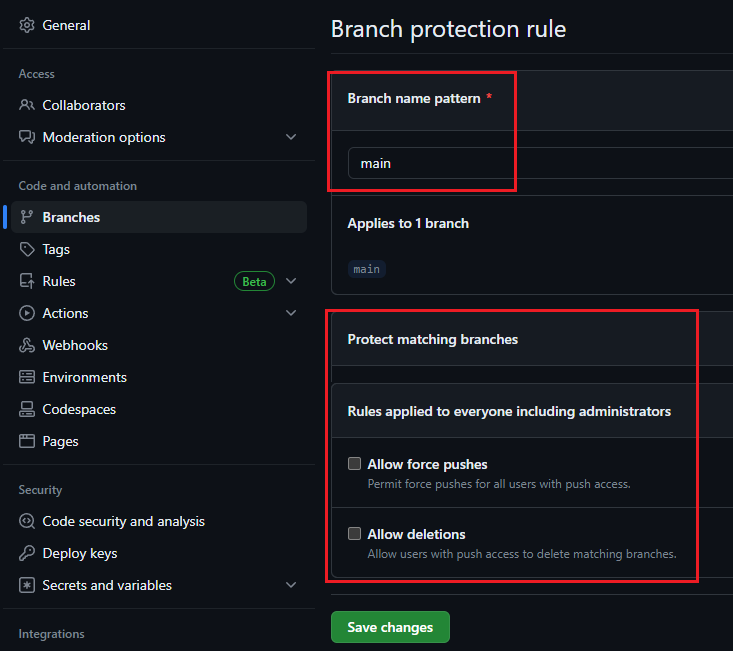 General
Access
Collaborators
Moderation options
Code and automation
Branches
Tags
Rules Beta
Actions
Webhooks
Environments
Codespaces
Pages
Security
Code security and analysis
Deploy keys
Secrets and variables
Integrations
Branch protection rule
Branch name pattern *
main
Applies to 1 branch
main
Protect matching branches
Rules applied to everyone including administrators
Allow force pushes
Permit force pushes for all users with push access.
Allow deletions
Allow users with push access to delete matching branches.
Save changes